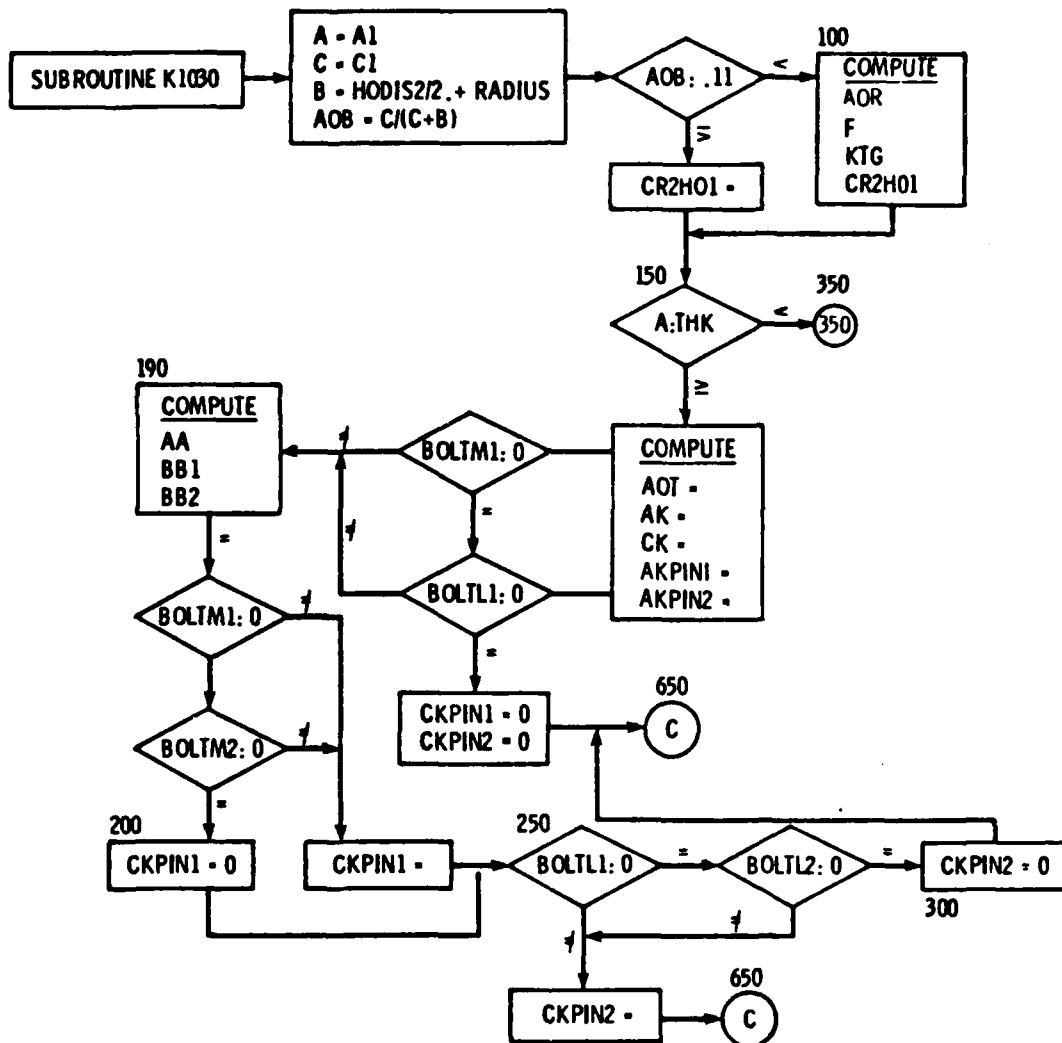 SUBROUTINE K1030
A = A1
C = C1
B = HODIS2/2. + RADIUS
AOB = C/(C+B)
AOB: .11
<
100
COMPUTE
AOR
F
KTG
CR2H01
≥
CR2HO1 =
150
A:THK
<
350
350
≥
190
COMPUTE
AA
BB1
BB2
≠
BOLTM1: 0
COMPUTE
AOT =
AK =
CK =
AKPIN1 =
AKPIN2 =
=
=
≠
BOLTL1: 0
BOLTM1: 0
≠
=
CKPIN1 = 0
CKPIN2 = 0
650
C
BOLTM2: 0
≠
=
200
CKPIN1 = 0
CKPIN1 =
250
BOLTL1: 0
=
BOLTL2: 0
=
CKPIN2 = 0
300
≠
≠
CKPIN2 =
650
C